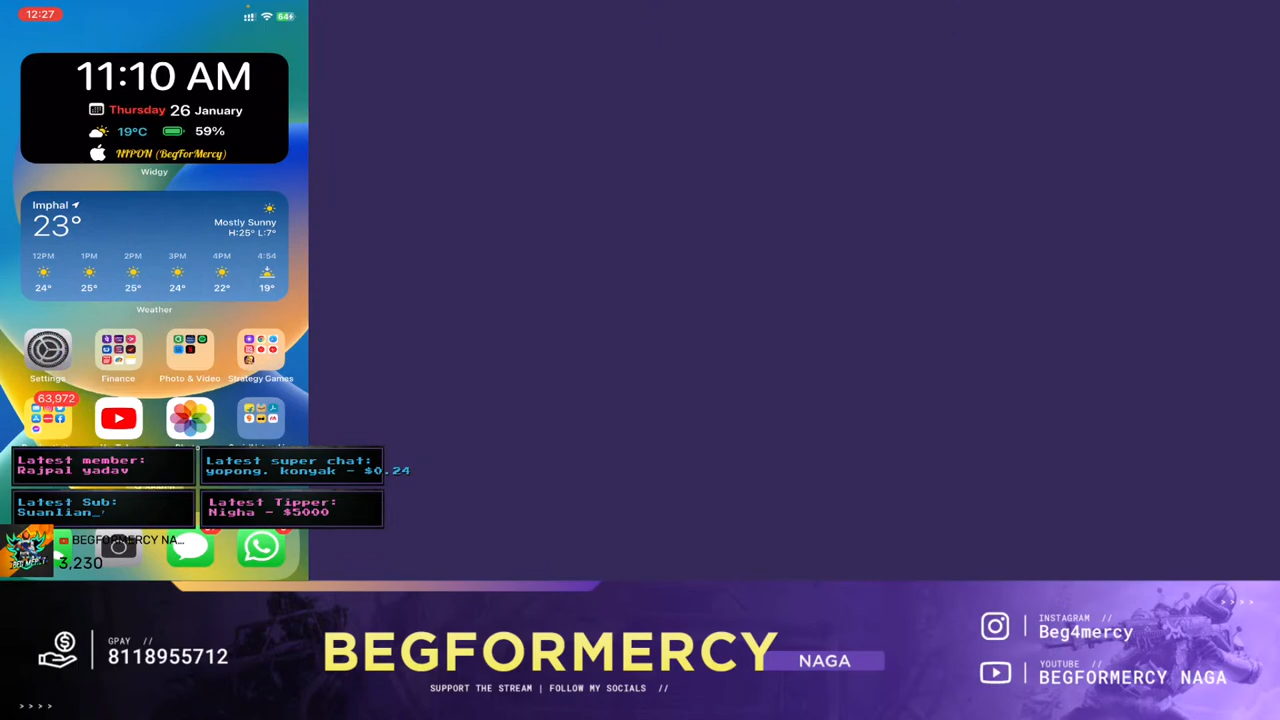 12:27
64
11:10 AM
Thursday 26 January
19°C 59%
NIPON (BegForMercy)
Widgy
Imphal
23°
Mostly Sunny
H:25° L:7°
12PM 1PM 2PM 3PM 4PM 4:54
24° 25° 25° 24° 22° 19°
Weather
Settings Finance Photo & Video Strategy Games
63,972
Latest member:
Rajpal yadav
Latest super chat:
yopong. konyak - $0.24
Latest Sub:
Suanlian_
Latest Tipper:
Nigha - $5000
BEGFORMERCY NA...
3,230
GPAY //
8118955712
BEGFORMERCY
NAGA
SUPPORT THE STREAM | FOLLOW MY SOCIALS //
INSTAGRAM //
Beg4mercy
YOUTUBE //
BEGFORMERCY NAGA
>>>>
>>>>